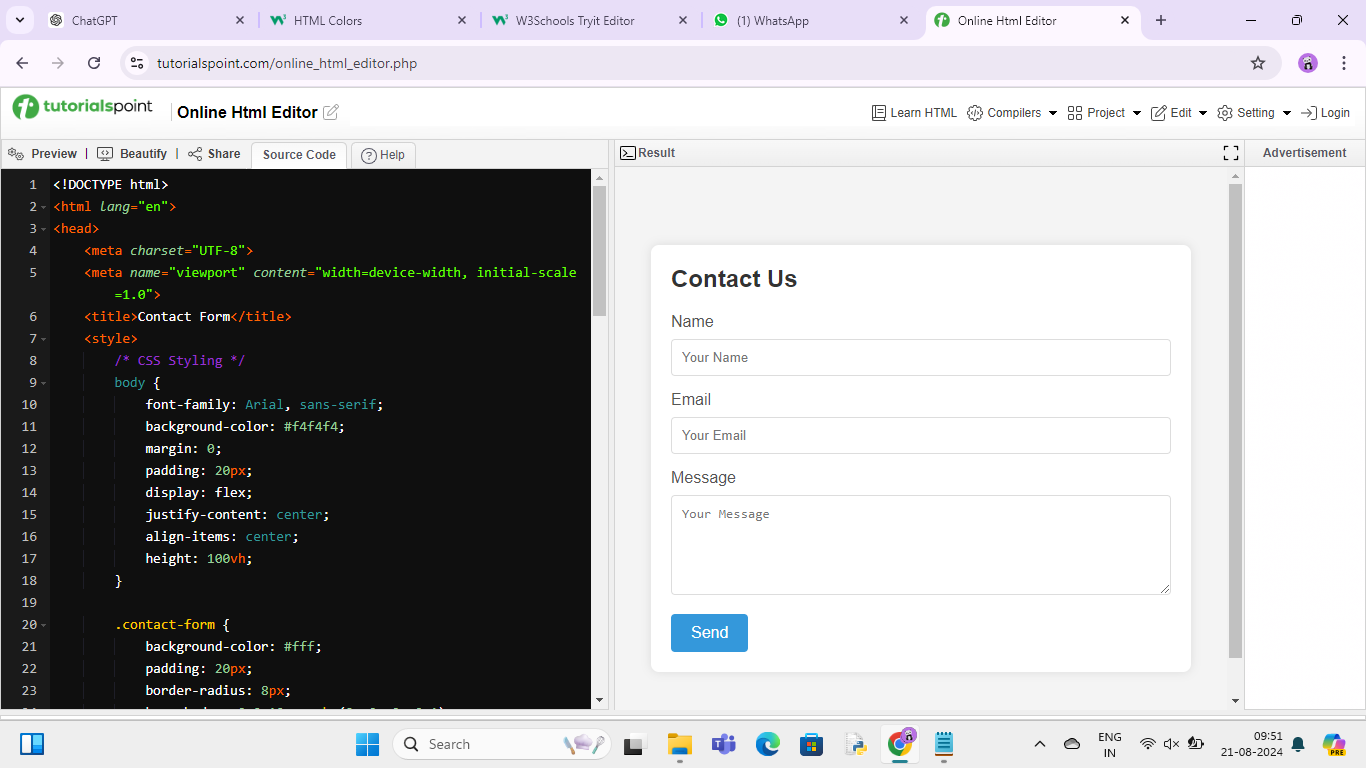 ChatGPT
HTML Colors
W3Schools Tryit Editor
(1) WhatsApp
Online Html Editor
tutorialspoint.com/online_html_editor.php
tutorialspoint
Online Html Editor
Learn HTML
Compilers
Project
Edit
Setting
Login
Preview
Beautify
Share
Source Code
Help
Result
Advertisement
1 <!DOCTYPE html>
2 <html lang="en">
3 <head>
4 <meta charset="UTF-8">
5 <meta name="viewport" content="width=device-width, initial-scale
=1.0">
6 <title>Contact Form</title>
7 <style>
8 /* CSS Styling */
9 body {
10 font-family: Arial, sans-serif;
11 background-color: #f4f4f4;
12 margin: 0;
13 padding: 20px;
14 display: flex;
15 justify-content: center;
16 align-items: center;
17 height: 100vh;
18 }
19
20 .contact-form {
21 background-color: #fff;
22 padding: 20px;
23 border-radius: 8px;
Contact Us
Name
Your Name
Email
Your Email
Message
Your Message
Send
Search
PRE
ENG
IN
09:51
21-08-2024